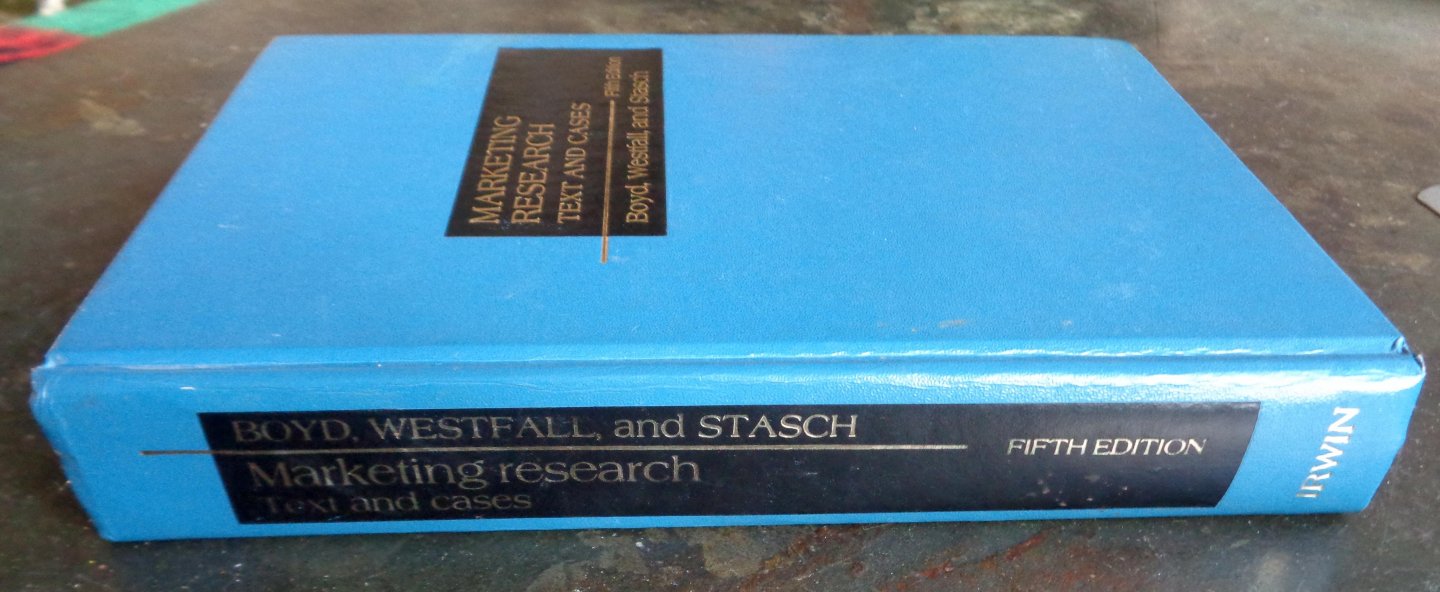 MARKETING
RESEARCH
TEXT AND CASES
Fifth Edition
Boyd, Westfall, and Stasch
BOYD, WESTFALL, and STASCH
Marketing research
Text and cases
FIFTH EDITION
IRWIN